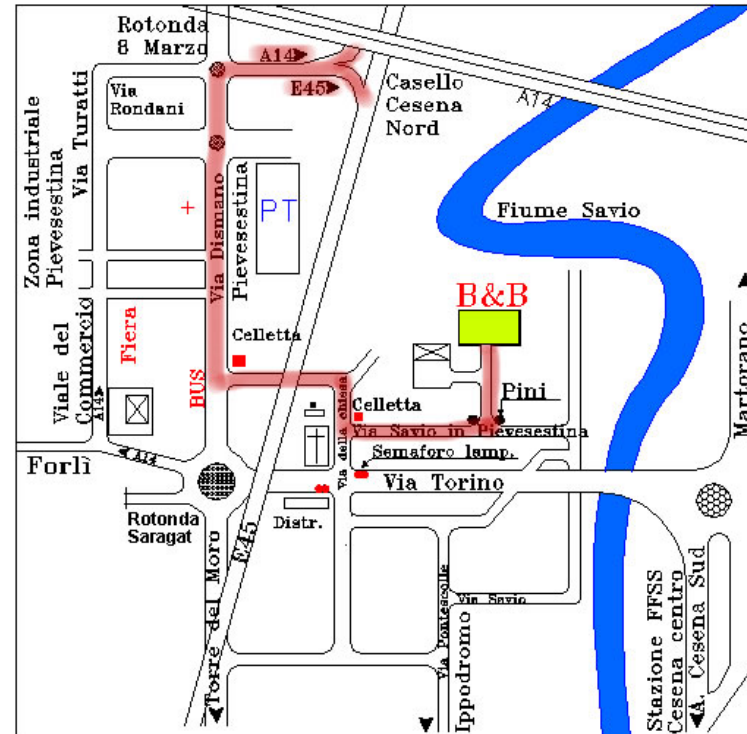 Rotonda
8 Marzo
A14
E45
Casello
Cesena
Nord
A14
Via
Rondani
Via Turatti
Zona industriale
Pievesestina
Via Dismano
Pievesestina
PT
Fiume Savio
B&B
Celletta
Viale del
Commercio
A14
Fiera
BUS
Pini
Celletta
Via della chiesa
Via Savio in Pievesestina
Semaforo lamp.
Martorano
Forlì
A14
Via Torino
Rotonda
Saragat
Distr.
E45
Torre del Moro
Via Pontescolle
Via Savio
Ippodromo
Stazione FFSS
Cesena centro
A. Cesena Sud